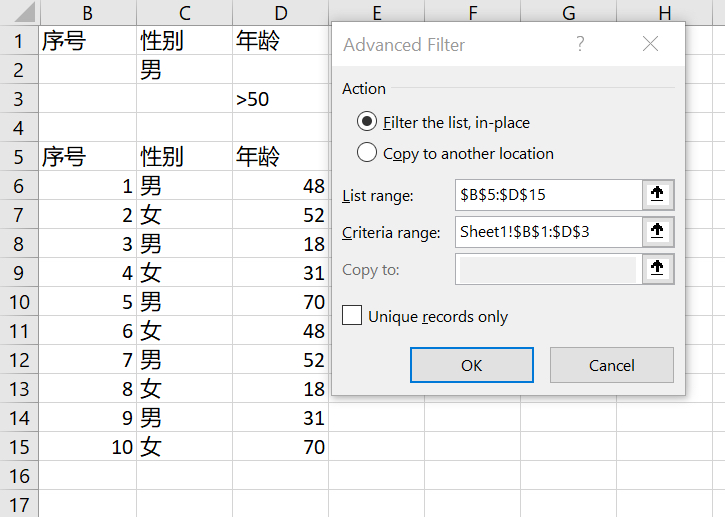 B C D E F G H
1 序号 性别 年龄
2 男
3 >50
4
5 序号 性别 年龄
6 1 男 48
7 2 女 52
8 3 男 18
9 4 女 31
10 5 男 70
11 6 女 48
12 7 男 52
13 8 女 18
14 9 男 31
15 10 女 70
16
17
Advanced Filter ?
Action
Filter the list, in-place
Copy to another location
List range: $B$5:$D$15
Criteria range: Sheet1!$B$1:$D$3
Copy to:
Unique records only
OK Cancel